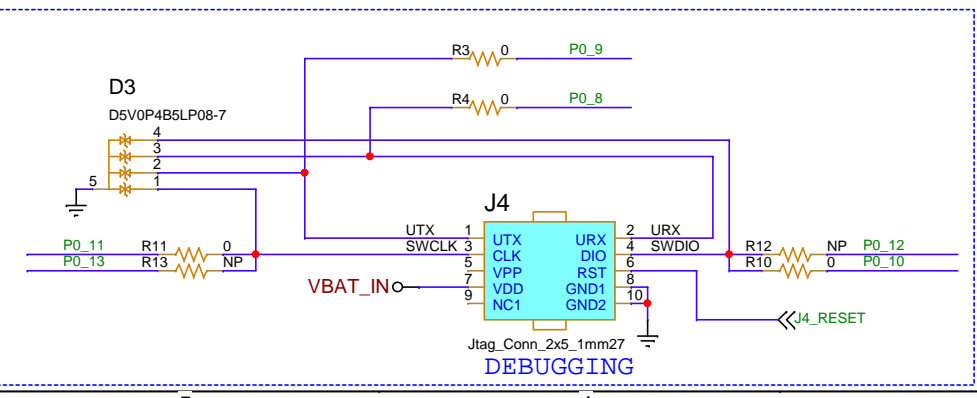 R3 0 P0_9
D3
D5V0P4B5LP08-7
R4 0 P0_8
4
3
2
5 1
J4
UTX 1 UTX URX 2 URX
P0_11 R11 0 SWCLK 3 CLK DIO 4 SWDIO R12 NP P0_12
P0_13 R13 NP 5 VPP RST 6 R10 0 P0_10
VBAT_IN 7 VDD GND1 8
9 NC1 GND2 10
J4_RESET
Jtag_Conn_2x5_1mm27
DEBUGGING